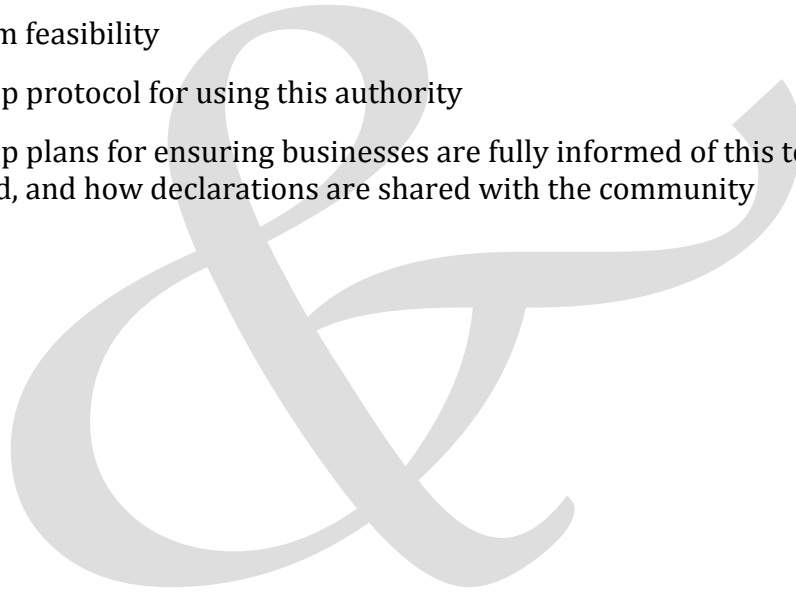 m feasibility
p protocol for using this authority
p plans for ensuring businesses are fully informed of this to
d, and how declarations are shared with the community
&